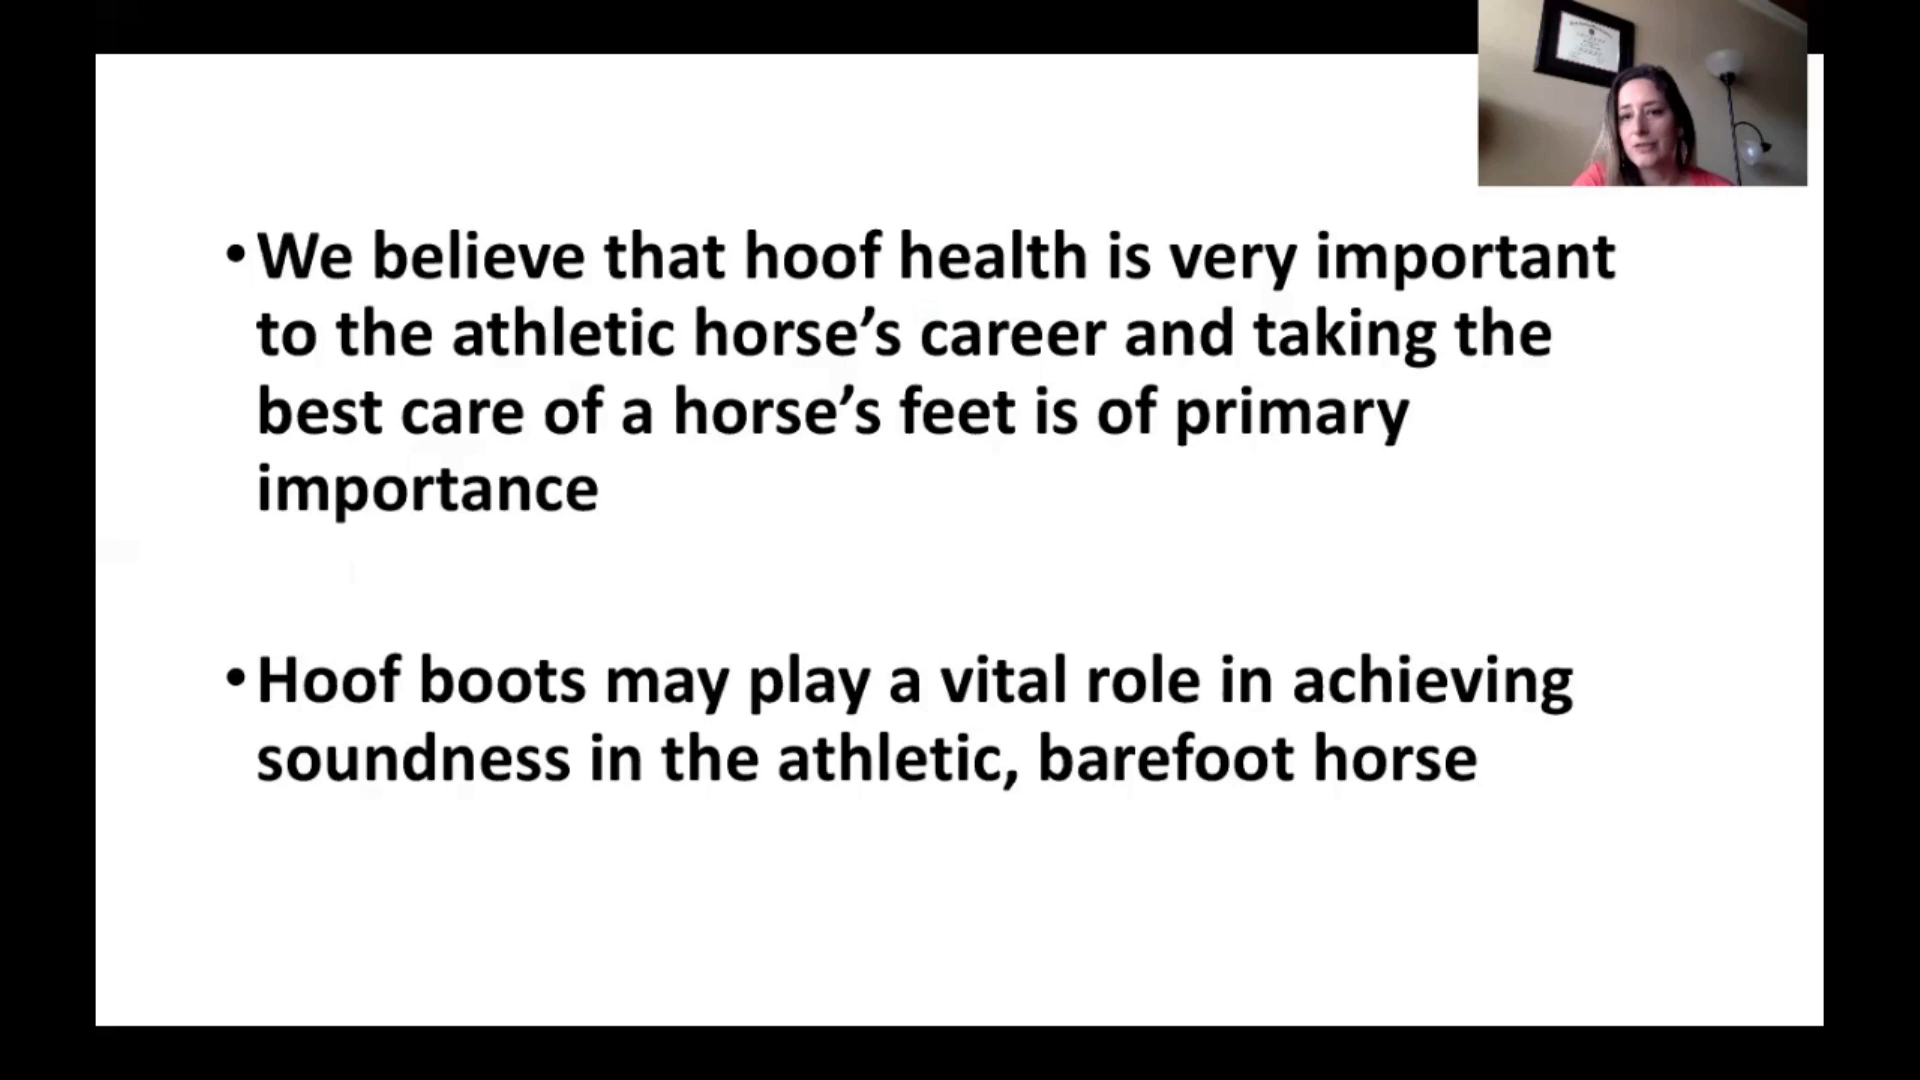 • We believe that hoof health is very important
to the athletic horse’s career and taking the
best care of a horse’s feet is of primary
importance
• Hoof boots may play a vital role in achieving
soundness in the athletic, barefoot horse